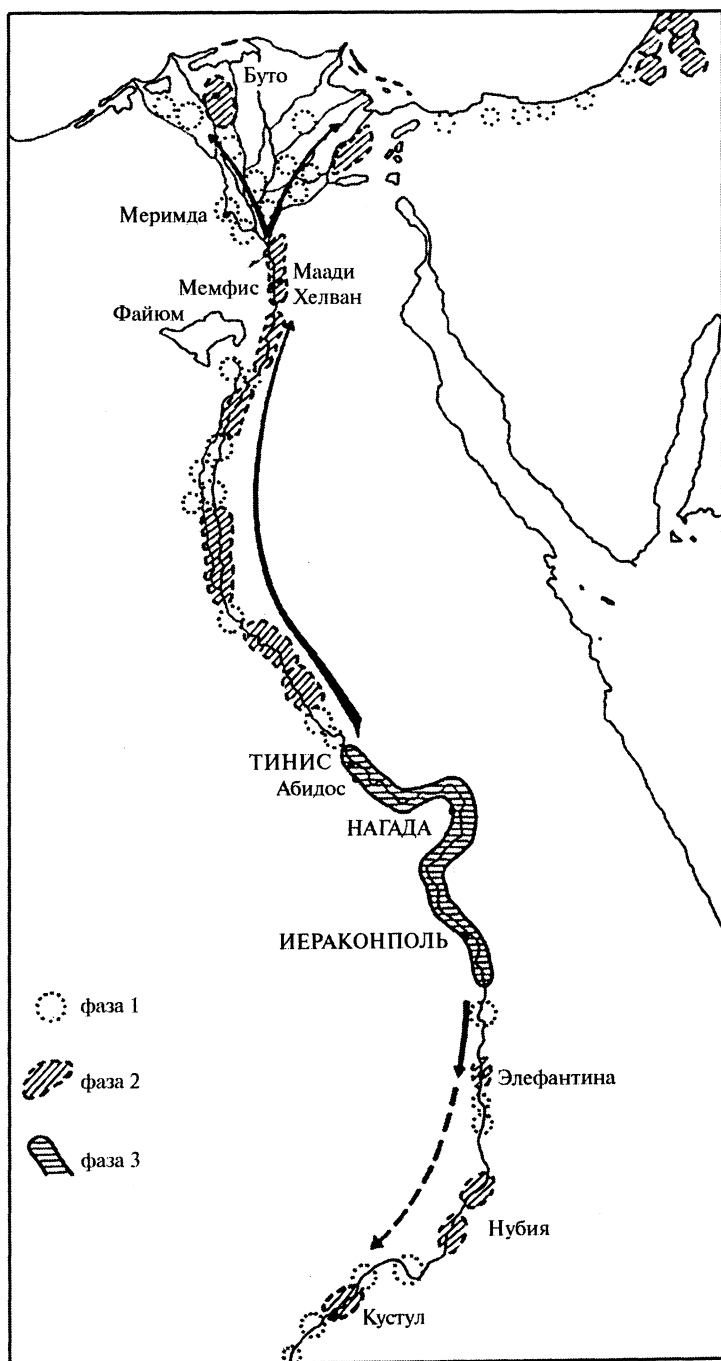 Буто
Меримда
Маади
Мемфис
Хелван
Файюм
ТИНИС
Абидос
НАГАДА
ИЕРАКОНПОЛЬ
фаза 1
Элефантина
фаза 2
фаза 3
Нубия
Кустул